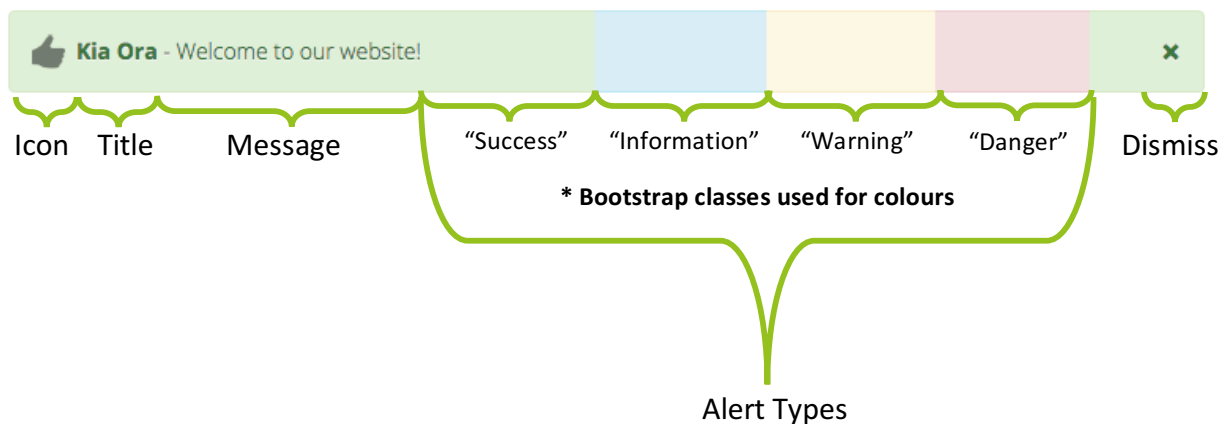 Kia Ora - Welcome to our website! ×
Icon Title Message “Success” “Information” “Warning” “Danger” Dismiss
* Bootstrap classes used for colours
Alert Types